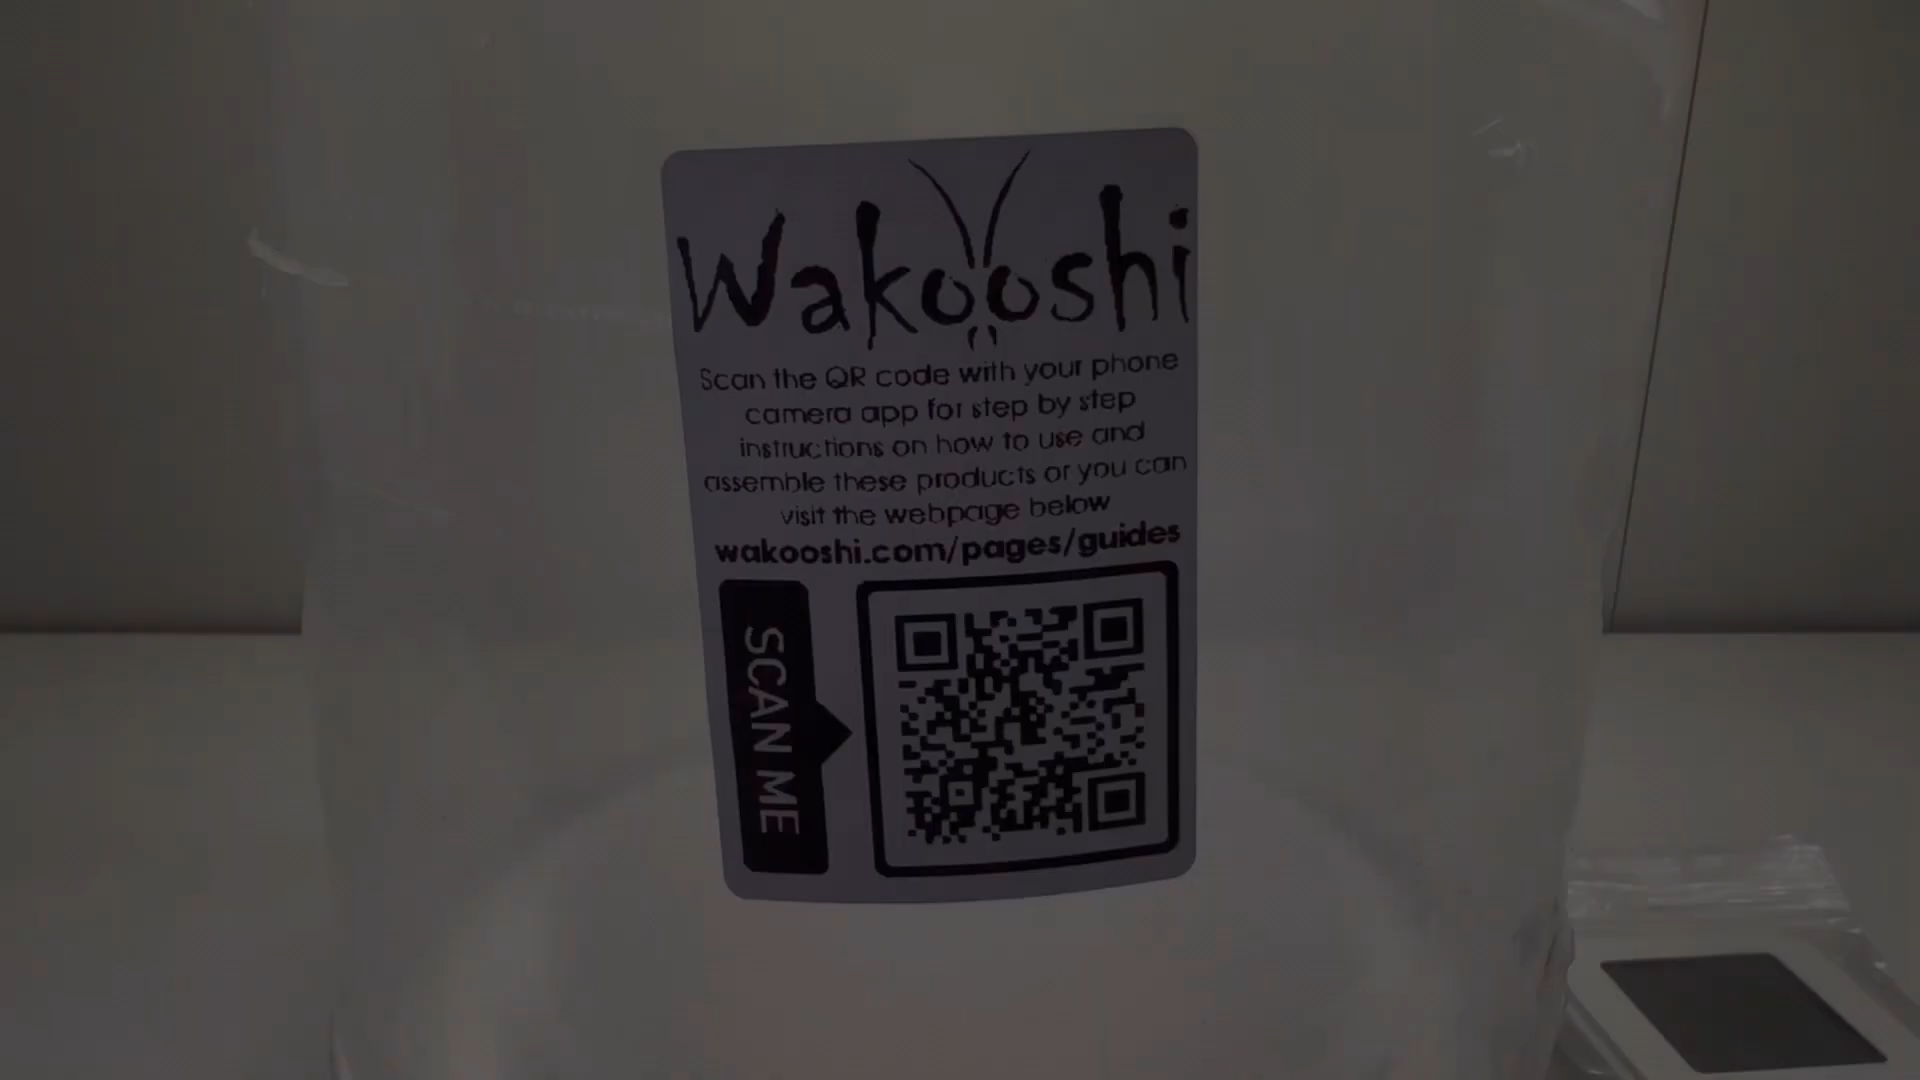 Wakooshi
Scan the QR code with your phone
camera app for step by step
instructions on how to use and
assemble these products or you can
visit the webpage below
wakooshi.com/pages/guides
SCAN ME